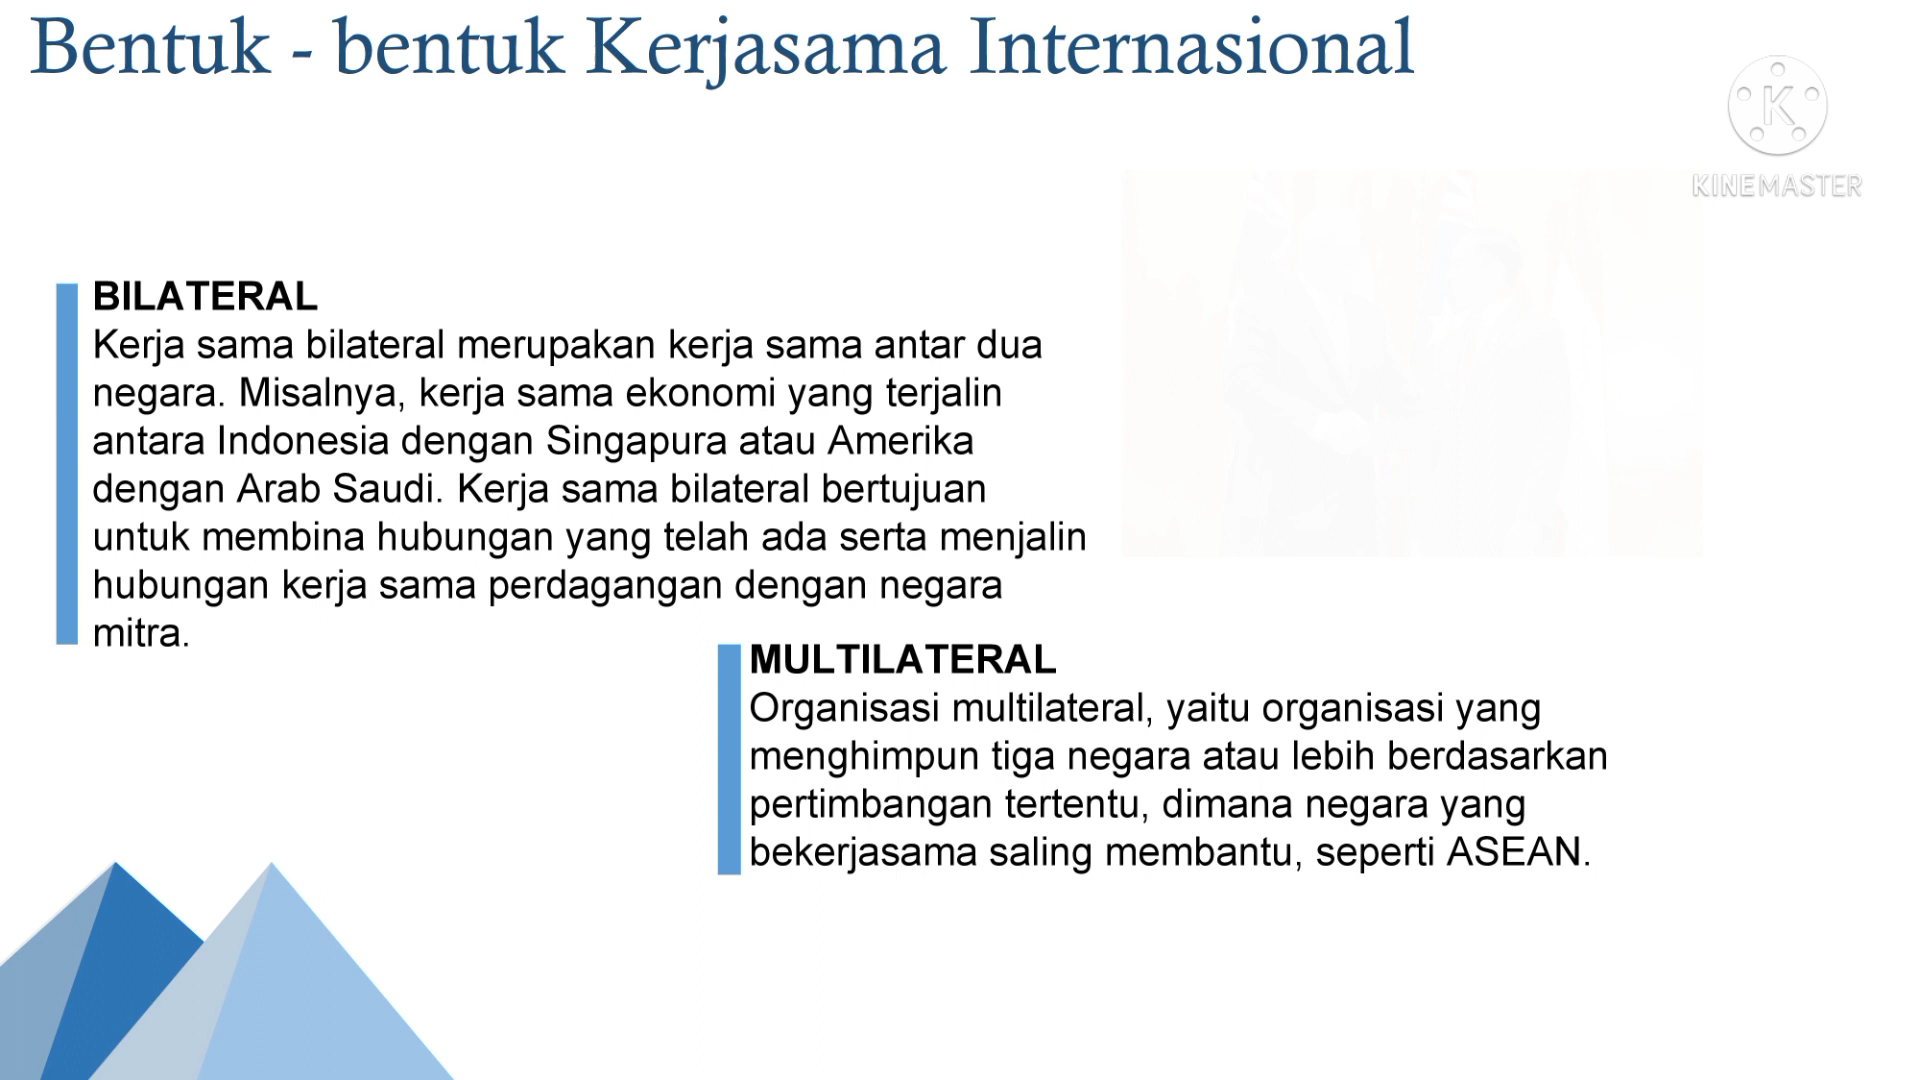 Bentuk - bentuk Kerjasama Internasional
K
KINEMASTER
BILATERAL
Kerja sama bilateral merupakan kerja sama antar dua
negara. Misalnya, kerja sama ekonomi yang terjalin
antara Indonesia dengan Singapura atau Amerika
dengan Arab Saudi. Kerja sama bilateral bertujuan
untuk membina hubungan yang telah ada serta menjalin
hubungan kerja sama perdagangan dengan negara
mitra.
MULTILATERAL
Organisasi multilateral, yaitu organisasi yang
menghimpun tiga negara atau lebih berdasarkan
pertimbangan tertentu, dimana negara yang
bekerjasama saling membantu, seperti ASEAN.